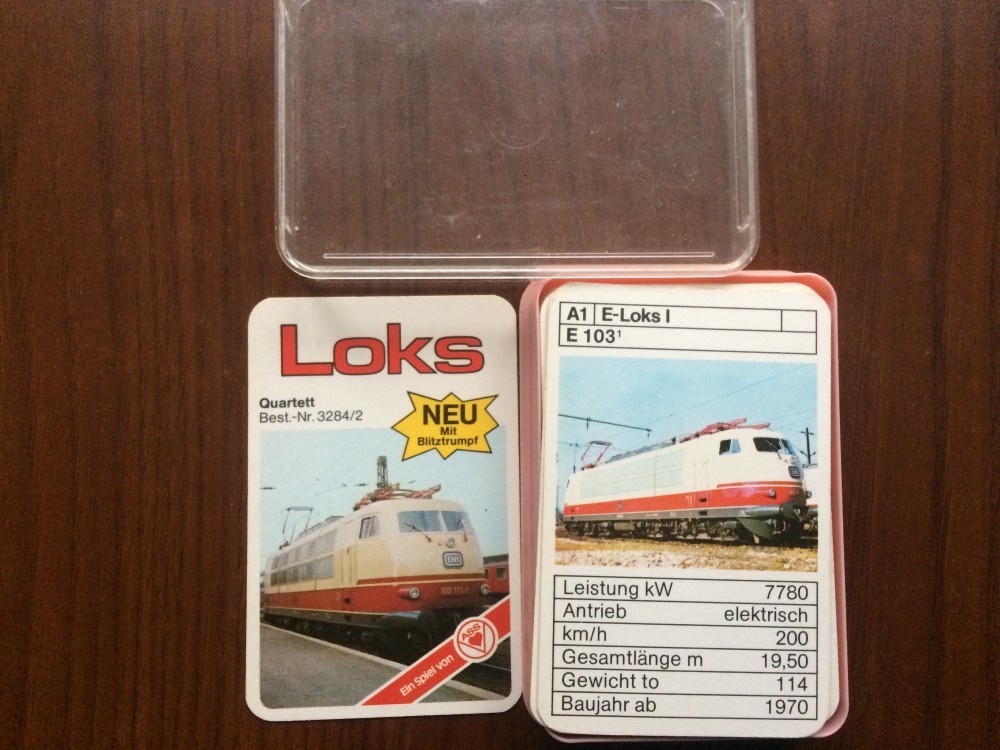 Loks
Quartett
Best.-Nr. 3284/2
NEU
Mit
Blitztrumpf
DB
Ein Spiel von
ASS
A1 E-Loks I
E 103¹
Leistung kW 7780
Antrieb elektrisch
km/h 200
Gesamtlänge m 19,50
Gewicht to 114
Baujahr ab 1970